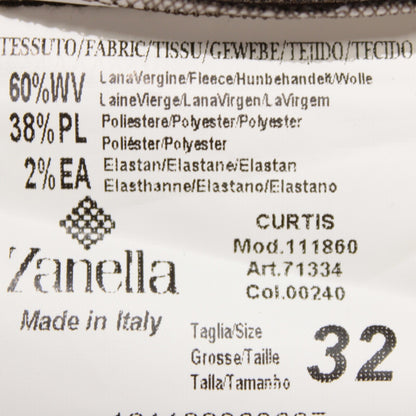 TESSUTO/FABRIC/TISSU/GEWEBE/TEJIDO/TECIDO
60%WV LanaVergine/Fleece/Hunbehandelt/Wolle
LaineVierge/LanaVirgen/LaVirgem
38%PL Poliestere/Polyester/Polyester/
Poliéster/Polyester
2%EA Elastan/Elastane/Elastan
Elasthanne/Elastano/Elastano
CURTIS
Mod.111860
Art.71334
Col.00240
Zanella
Made in Italy
Taglia/Size
Grosse/Taille
Talla/Tamanho
32